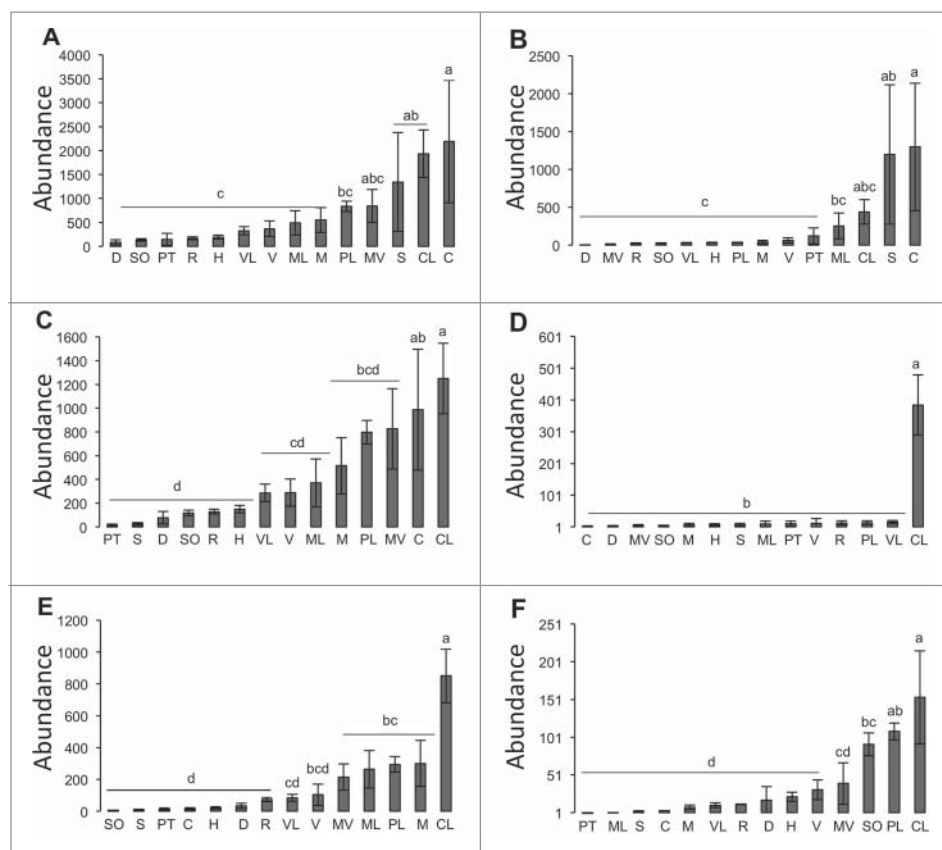 A
Abundance
4000
3500
3000
2500
2000
1500
1000
500
0
c
bc
abc
ab
a
D SO PT R H VL V ML M PL MV S CL C
B
Abundance
2500
2000
1500
1000
500
0
c
bc
abc
ab
a
D MV R SO VL H PL M V PT ML CL S C
C
Abundance
1600
1400
1200
1000
800
600
400
200
0
d
cd
bcd
ab
a
PT S D SO R H VL V ML M PL MV C CL
D
Abundance
601
501
401
301
201
101
1
b
a
C D MV SO M H S ML PT V R PL VL CL
E
Abundance
1200
1000
800
600
400
200
0
d
cd
bcd
bc
a
SO S PT C H D R VL V MV ML PL M CL
F
Abundance
251
201
151
101
51
1
d
cd
bc
ab
a
PT ML S C M VL R D H V MV SO PL CL